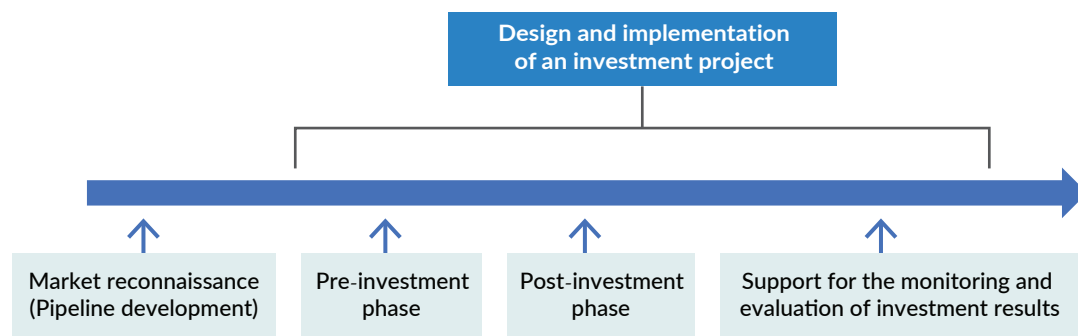 Design and implementation
of an investment project
Market reconnaissance
(Pipeline development)
Pre-investment
phase
Post-investment
phase
Support for the monitoring and
evaluation of investment results